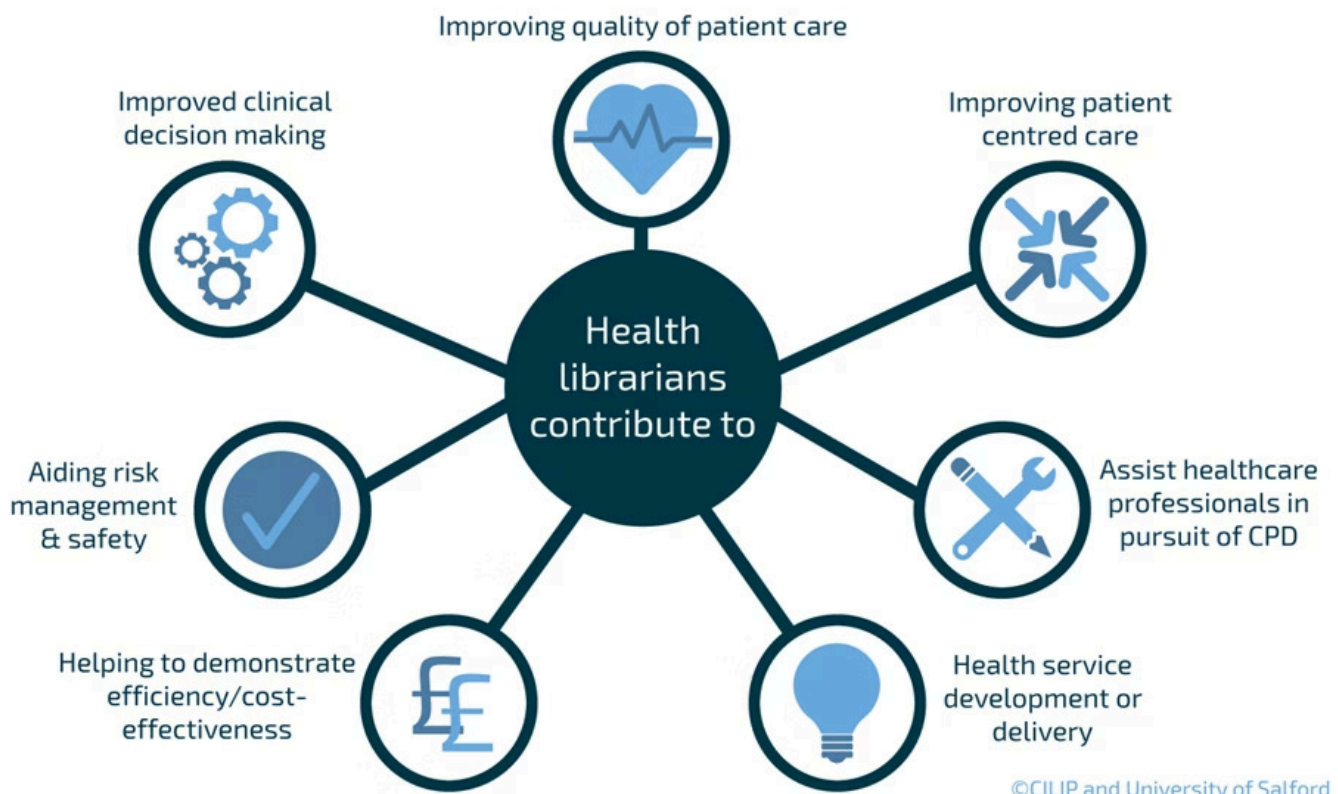 Improving quality of patient care
Improved clinical
decision making
Improving patient
centred care
Health
librarians
contribute to
Aiding risk
management
& safety
Assist healthcare
professionals in
pursuit of CPD
Helping to demonstrate
efficiency/cost-
effectiveness
Health service
development or
delivery
©CILIP and University of Salford